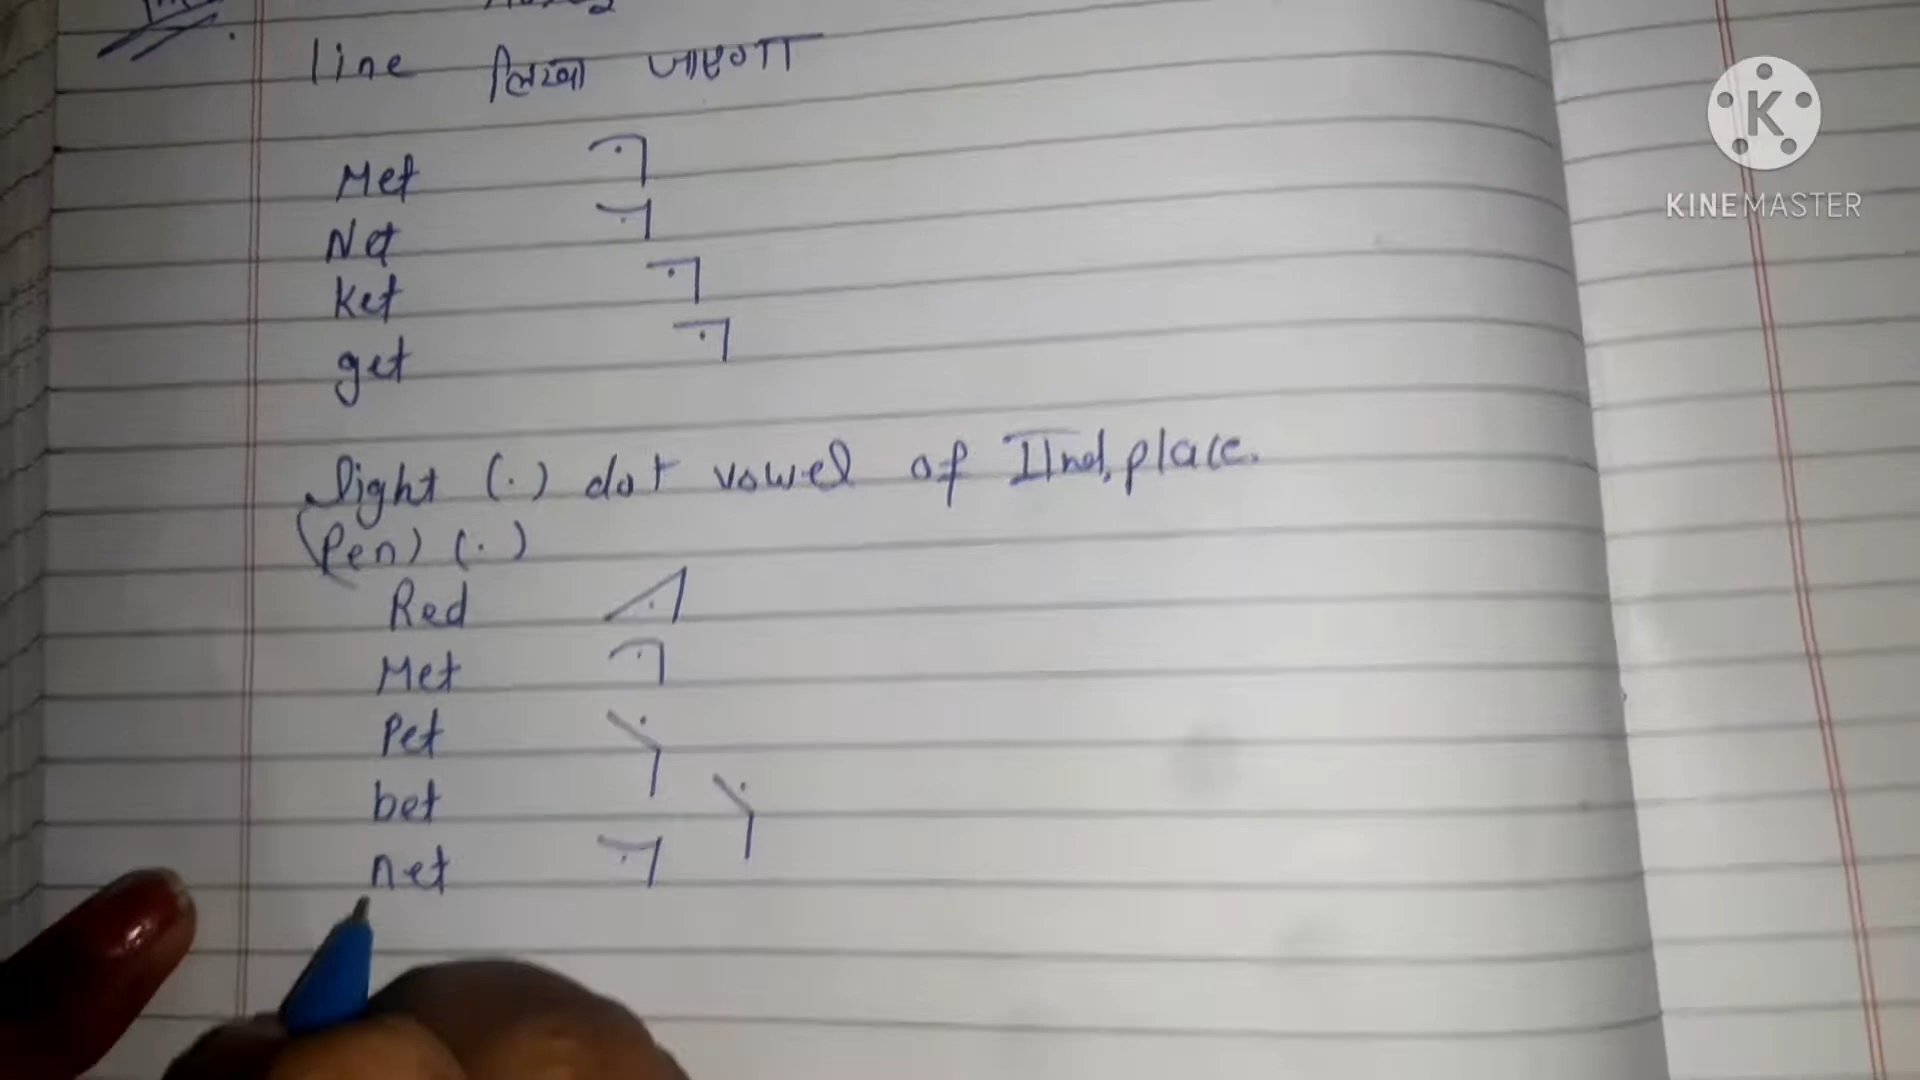 line लिखा जाएगा
Met
Net
Ket
get
light (.) dot vowel of IInd, place.
(Pen) (.)
Red
Met
Pet
bet
net
K
KINEMASTER